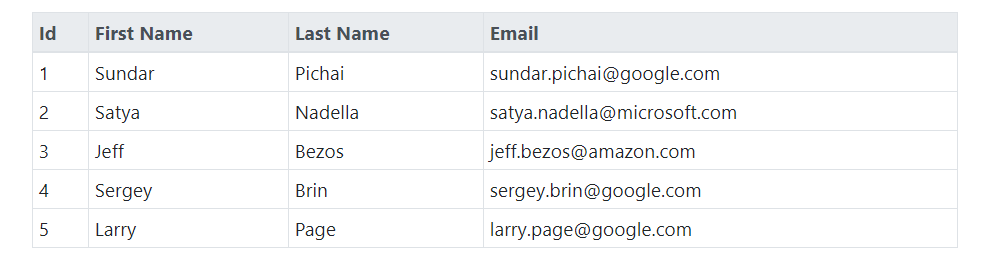 Id First Name Last Name Email
1 Sundar Pichai sundar.pichai@google.com
2 Satya Nadella satya.nadella@microsoft.com
3 Jeff Bezos jeff.bezos@amazon.com
4 Sergey Brin sergey.brin@google.com
5 Larry Page larry.page@google.com